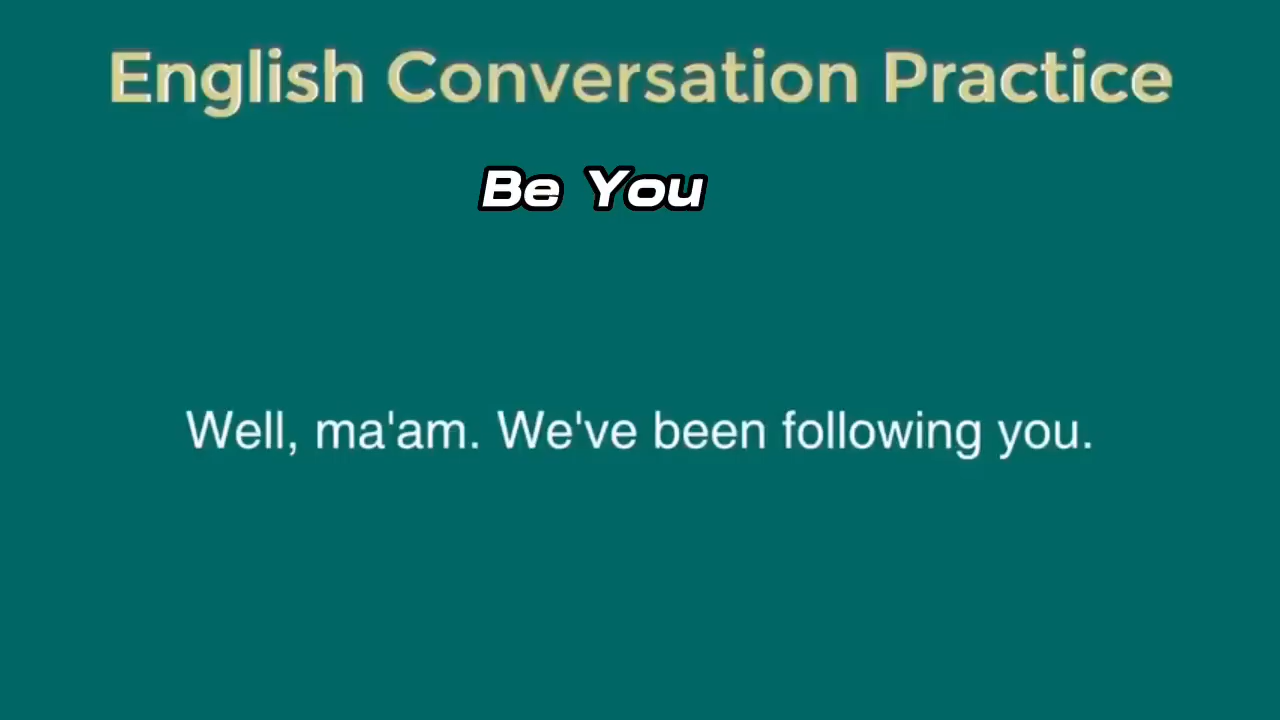 English Conversation Practice
Be You
Well, ma'am. We've been following you.